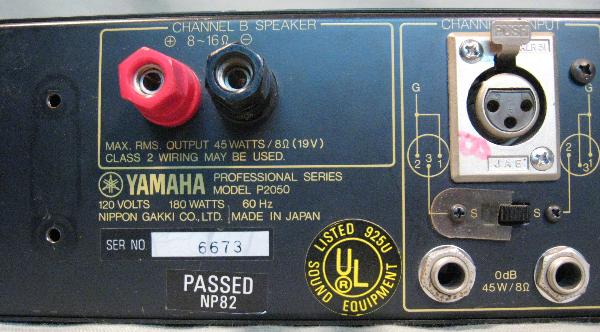 CHANNEL B SPEAKER
⊕ 8~16Ω ⊖
MAX. RMS. OUTPUT 45 WATTS/8Ω (19V)
CLASS 2 WIRING MAY BE USED.
YAMAHA PROFESSIONAL SERIES
MODEL P2050
120 VOLTS 180 WATTS 60 Hz
NIPPON GAKKI CO., LTD. MADE IN JAPAN
SER NO. 6673
PASSED
NP82
LISTED 925U
UL
®
SOUND EQUIPMENT
INPUT
PUSH
G
G
2 3
2
3
JAE
S
S
0dB
45W/8Ω